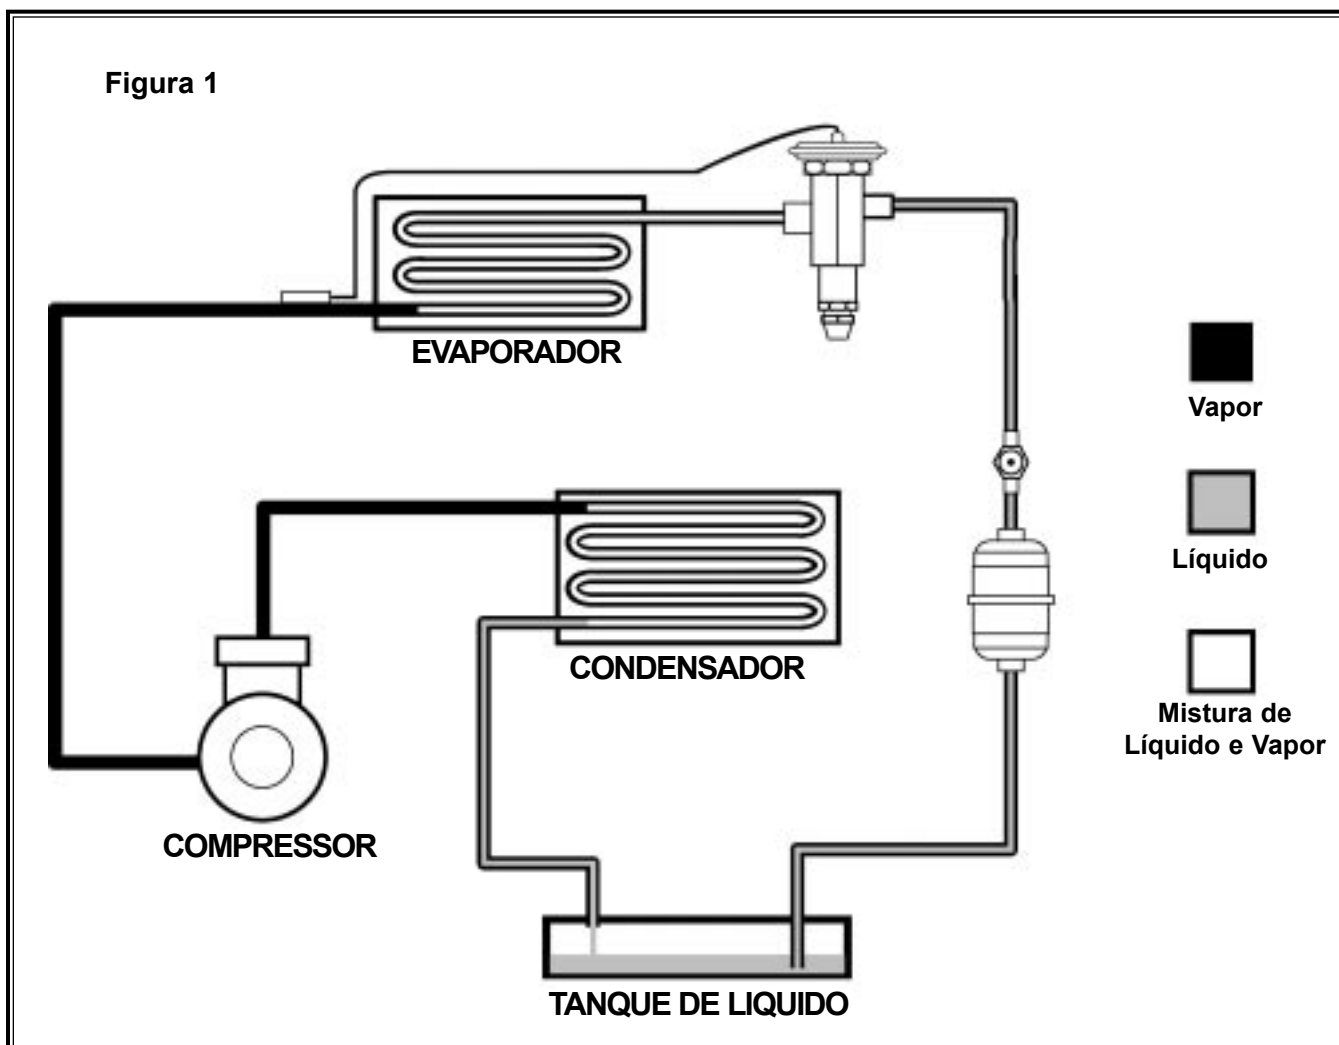 Figura 1
EVAPORADOR
Vapor
Líquido
CONDENSADOR
Mistura de
Líquido e Vapor
COMPRESSOR
TANQUE DE LIQUIDO